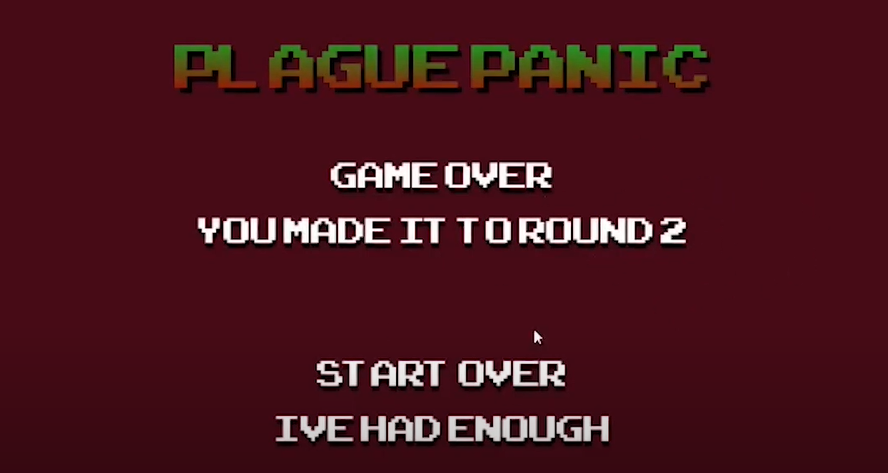 PLAGUE PANIC
GAME OVER
YOU MADE IT TO ROUND 2
START OVER
IVE HAD ENOUGH